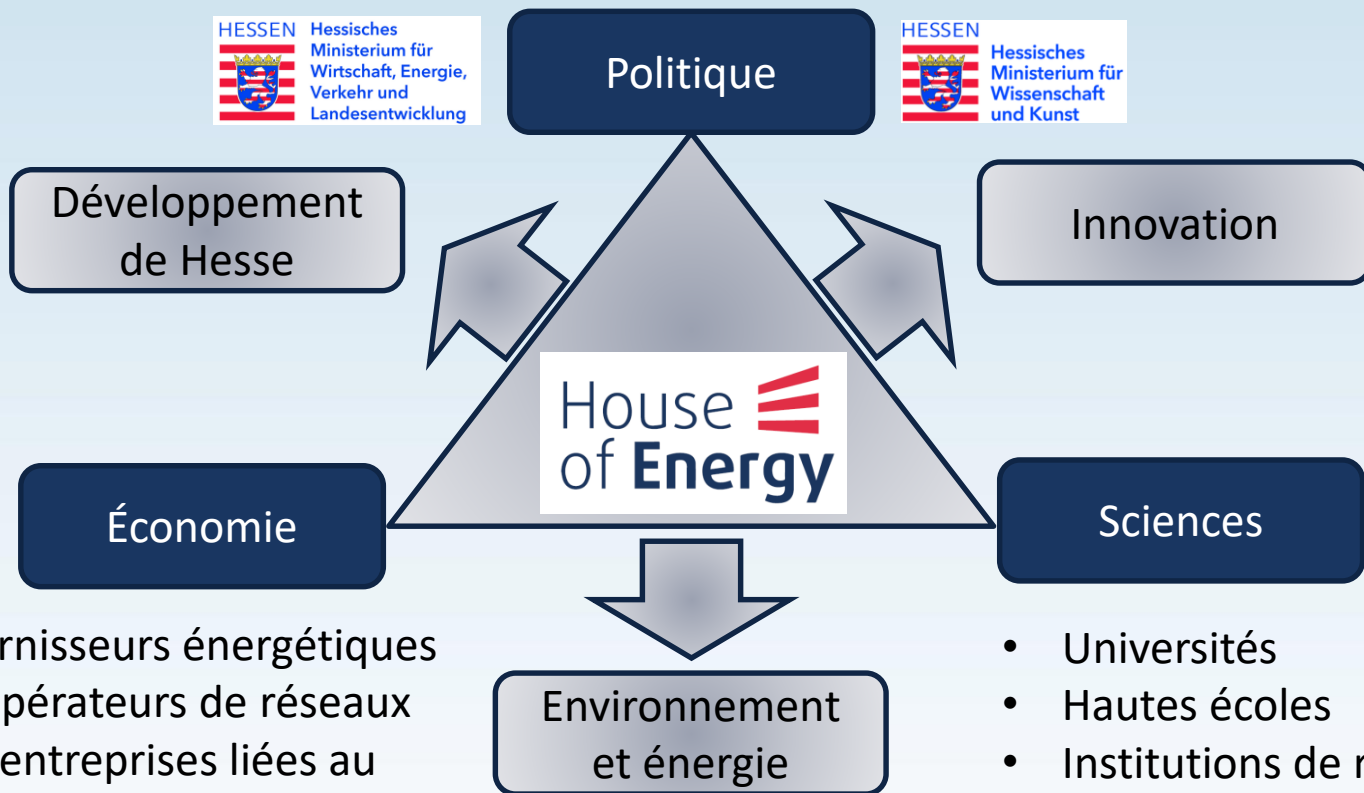 HESSEN
Hessisches
Ministerium für
Wirtschaft, Energie,
Verkehr und
Landesentwicklung
Politique
HESSEN
Hessisches
Ministerium für
Wissenschaft
und Kunst
Développement
de Hesse
Innovation
House
of Energy
Économie
Sciences
rnisseurs énergétiques
pérateurs de réseaux
entreprises liées au
Environnement
et énergie
• Universités
• Hautes écoles
• Institutions de